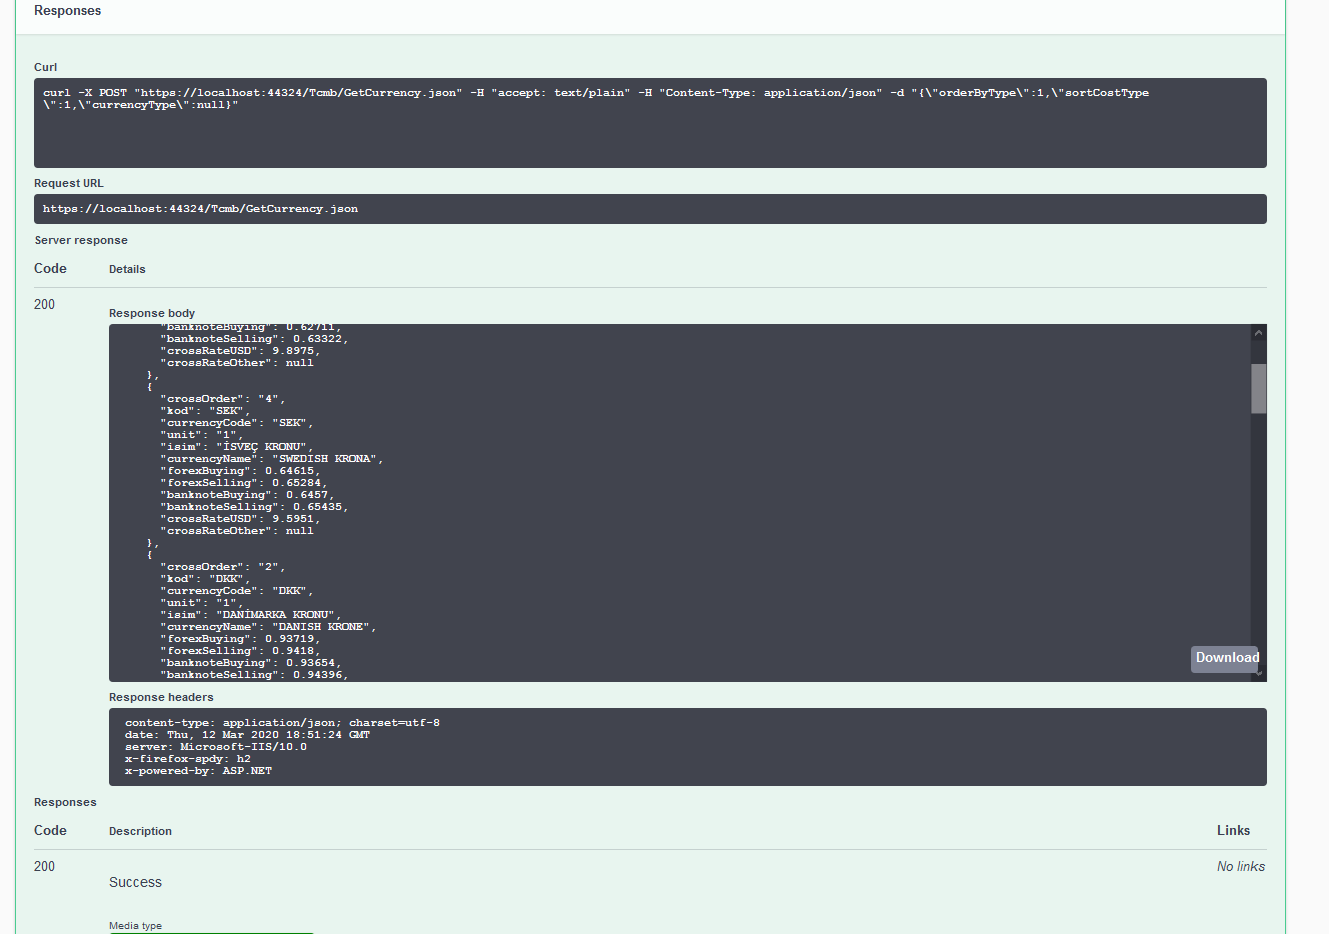 Responses
Curl
curl -X POST "https://localhost:44324/Tcmb/GetCurrency.json" -H "accept: text/plain" -H "Content-Type: application/json" -d "{\"orderByType\":1,\"sortCostType
\":1,\"currencyType\":null}"
Request URL
https://localhost:44324/Tcmb/GetCurrency.json
Server response
Code Details
200
Response body
"banknoteBuying": 0.62711,
"banknoteSelling": 0.63322,
"crossRateUSD": 9.8975,
"crossRateOther": null
},
{
"crossOrder": "4",
"kod": "SEK",
"currencyCode": "SEK",
"unit": "1",
"isim": "İSVEÇ KRONU",
"currencyName": "SWEDISH KRONA",
"forexBuying": 0.64615,
"forexSelling": 0.65284,
"banknoteBuying": 0.6457,
"banknoteSelling": 0.65435,
"crossRateUSD": 9.5951,
"crossRateOther": null
},
{
"crossOrder": "2",
"kod": "DKK",
"currencyCode": "DKK",
"unit": "1",
"isim": "DANİMARKA KRONU",
"currencyName": "DANISH KRONE",
"forexBuying": 0.93719,
"forexSelling": 0.9418,
"banknoteBuying": 0.93654,
"banknoteSelling": 0.94396,
Download
Response headers
content-type: application/json; charset=utf-8
date: Thu, 12 Mar 2020 18:51:24 GMT
server: Microsoft-IIS/10.0
x-firefox-spdy: h2
x-powered-by: ASP.NET
Responses
Code Description Links
200 No links
Success
Media type